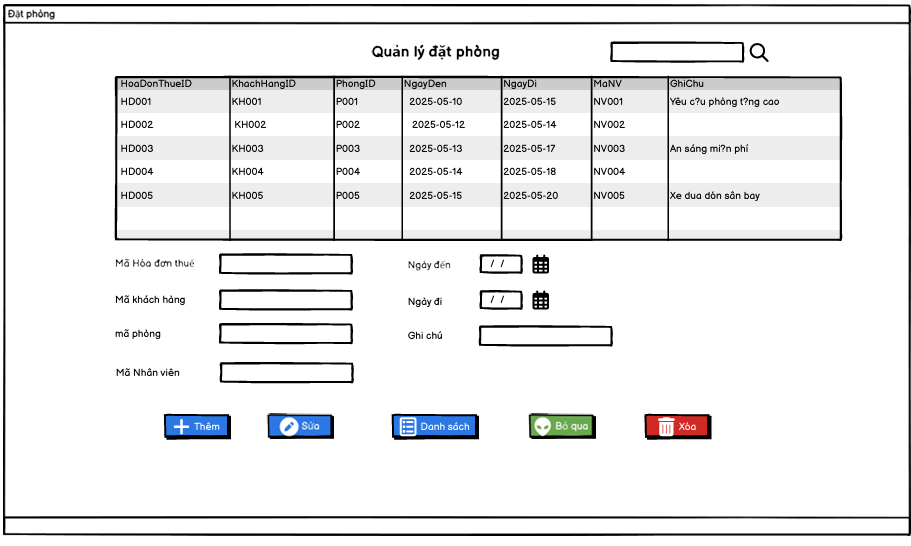 Đặt phòng
Quản lý đặt phòng
HoaDonThueID KhachHangID PhongID NgayDen NgayDi MaNV GhiChu
HD001 KH001 P001 2025-05-10 2025-05-15 NV001 Yêu c?u phòng t?ng cao
HD002 KH002 P002 2025-05-12 2025-05-14 NV002
HD003 KH003 P003 2025-05-13 2025-05-17 NV003 An sáng mi?n phí
HD004 KH004 P004 2025-05-14 2025-05-18 NV004
HD005 KH005 P005 2025-05-15 2025-05-20 NV005 Xe dua dón sân bay
Mã Hóa đơn thuế Ngày đến / /
Mã khách hàng Ngày đi / /
mã phòng Ghi chú
Mã Nhân viên
Thêm Sửa Danh sách Bỏ qua Xóa